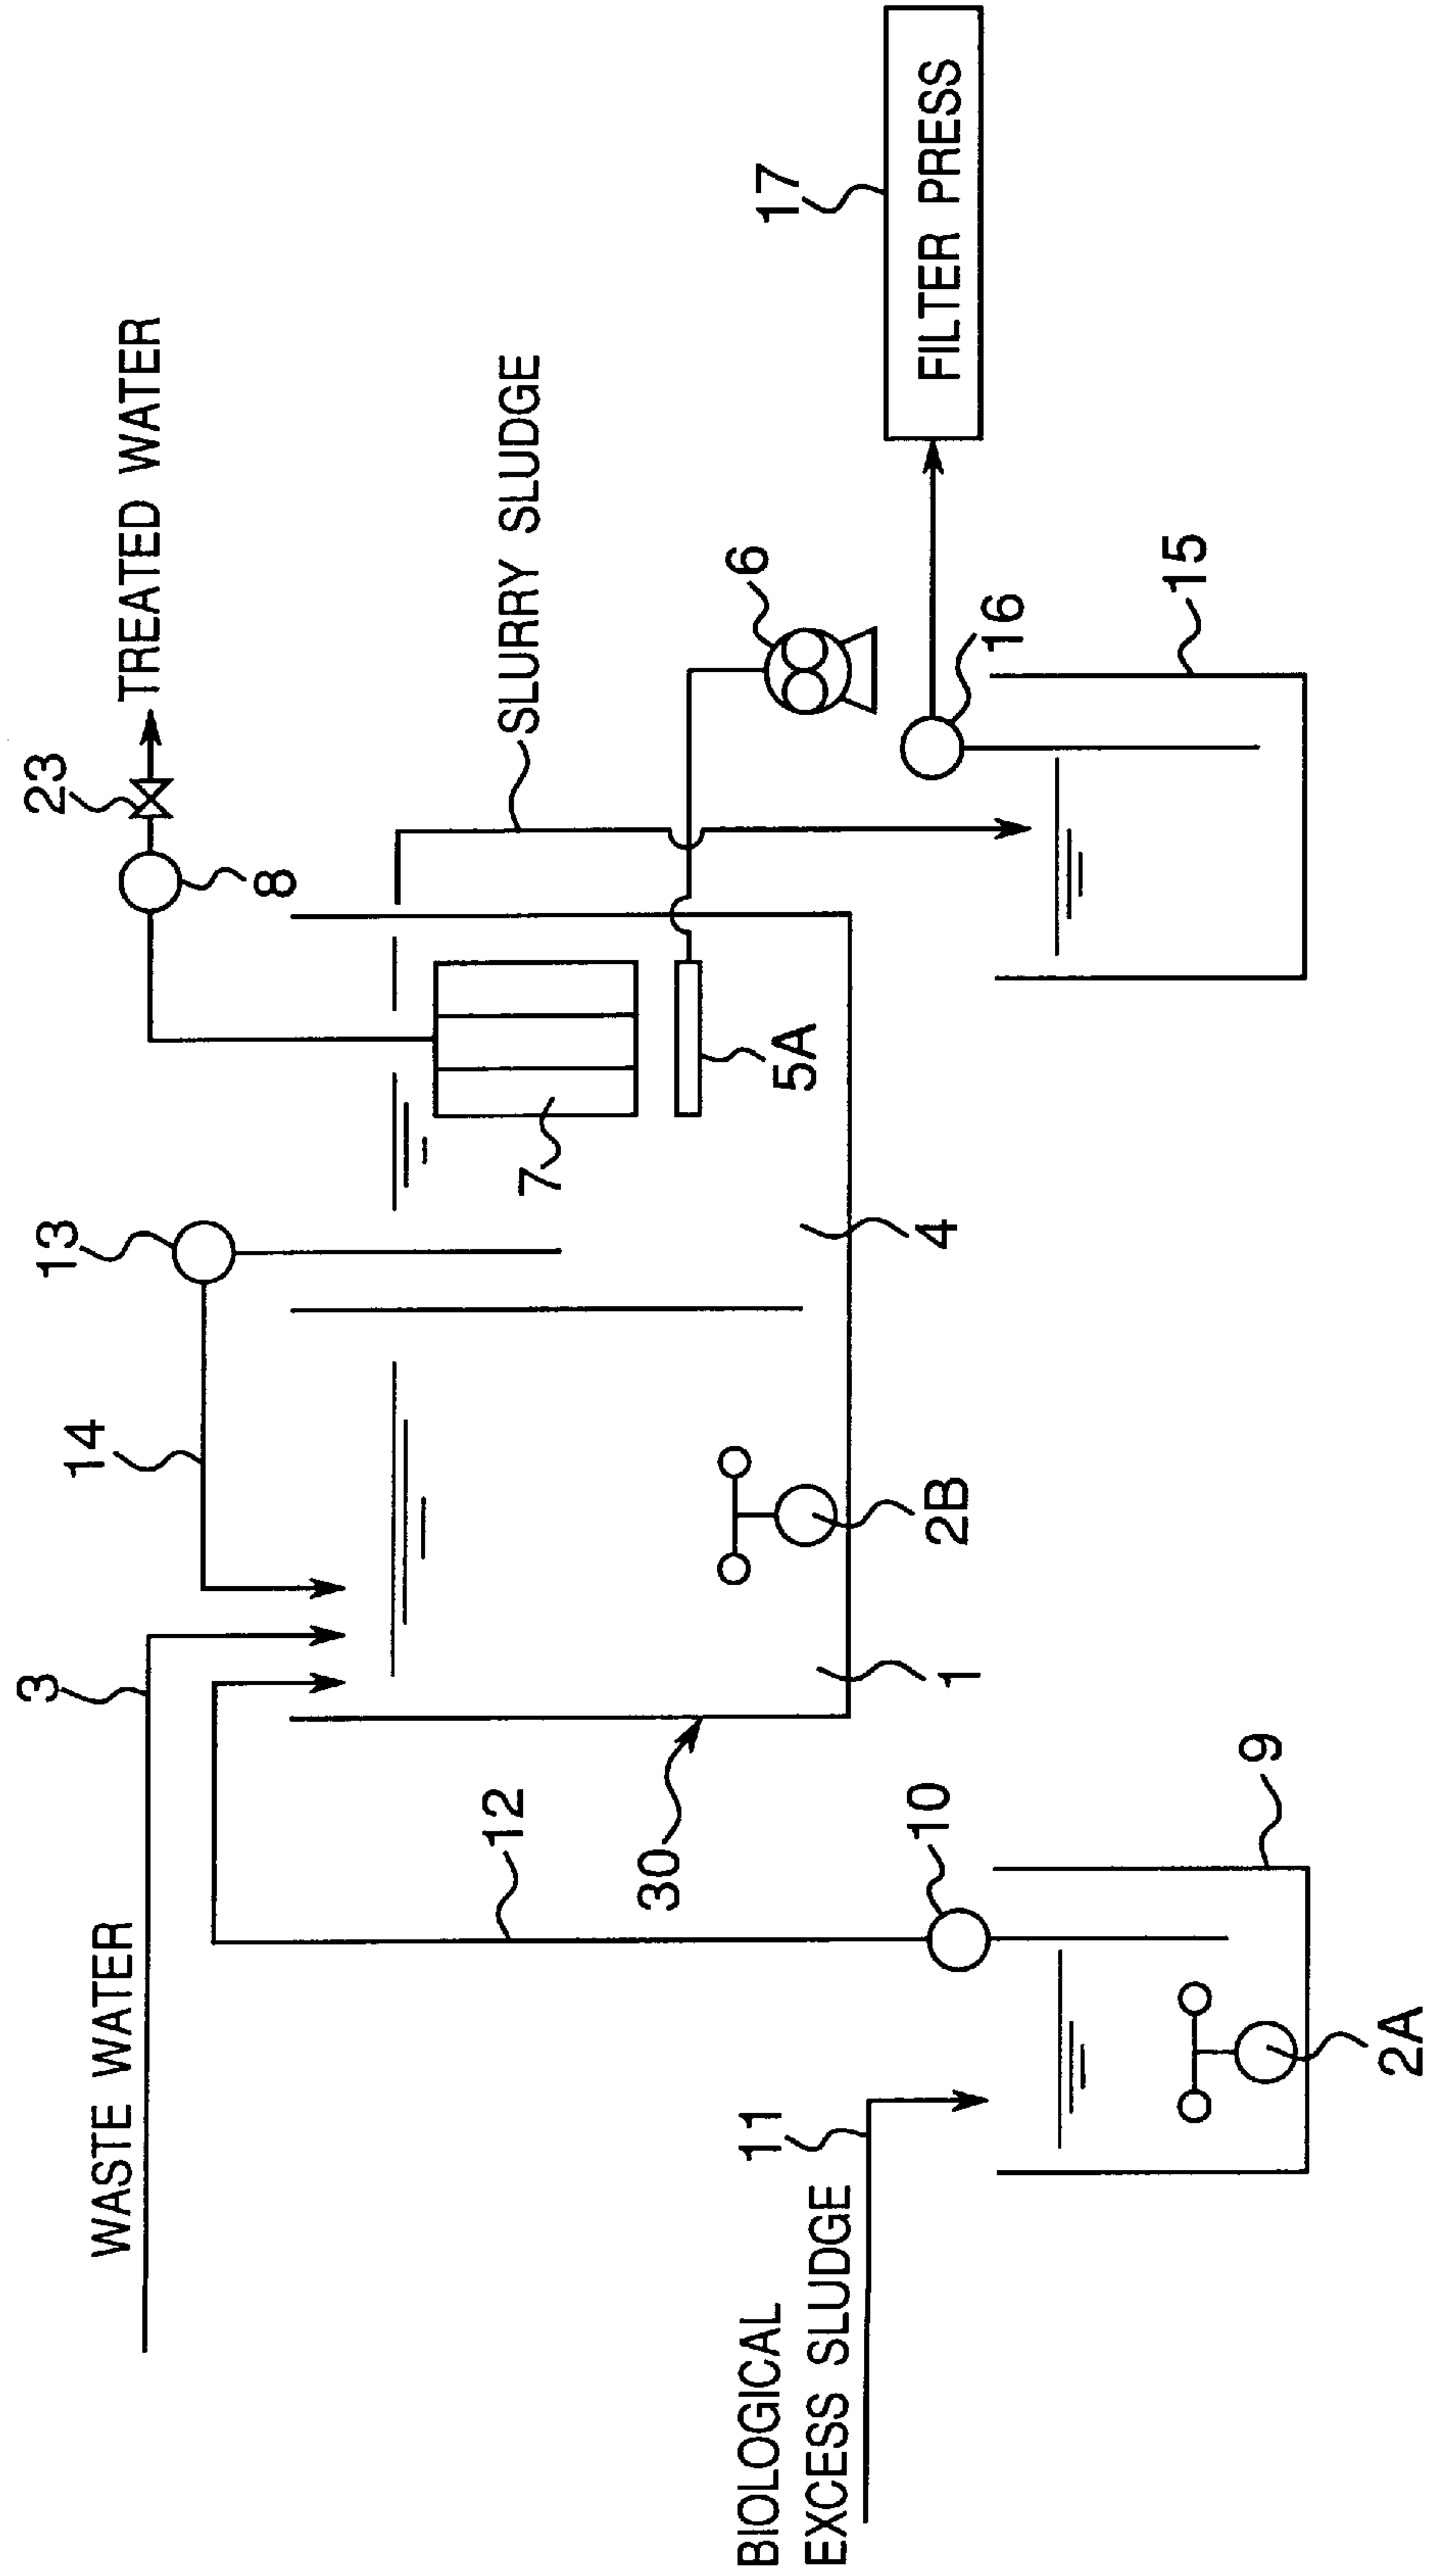 WASTE WATER
3
14
13
8
23
TREATED WATER
SLURRY SLUDGE
12
30
7
5A
6
17
FILTER PRESS
BIOLOGICAL
EXCESS SLUDGE
11
10
1
2B
4
16
15
9
2A